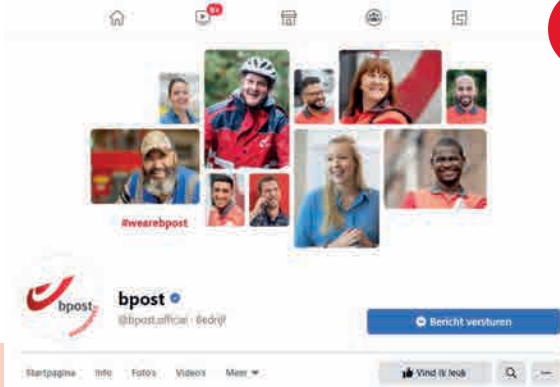 9+
#wearebpost
bpost
bpost
@bpost.official · Bedrijf
Bericht versturen
Startpagina Info Foto's Video's Meer
Vind ik leuk